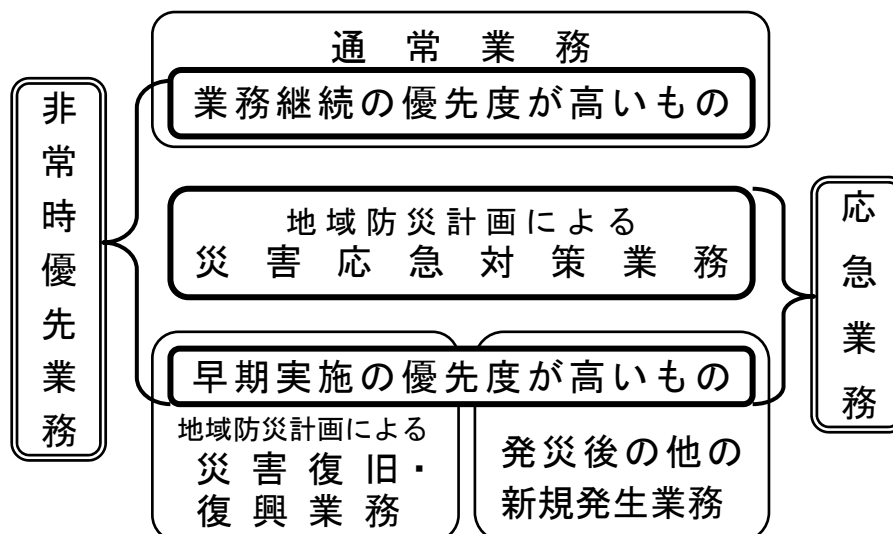 通常業務
業務継続の優先度が高いもの
非常時優先業務
地域防災計画による
災害応急対策業務
応急業務
早期実施の優先度が高いもの
地域防災計画による
災害復旧・
復興業務
発災後の他の
新規発生業務